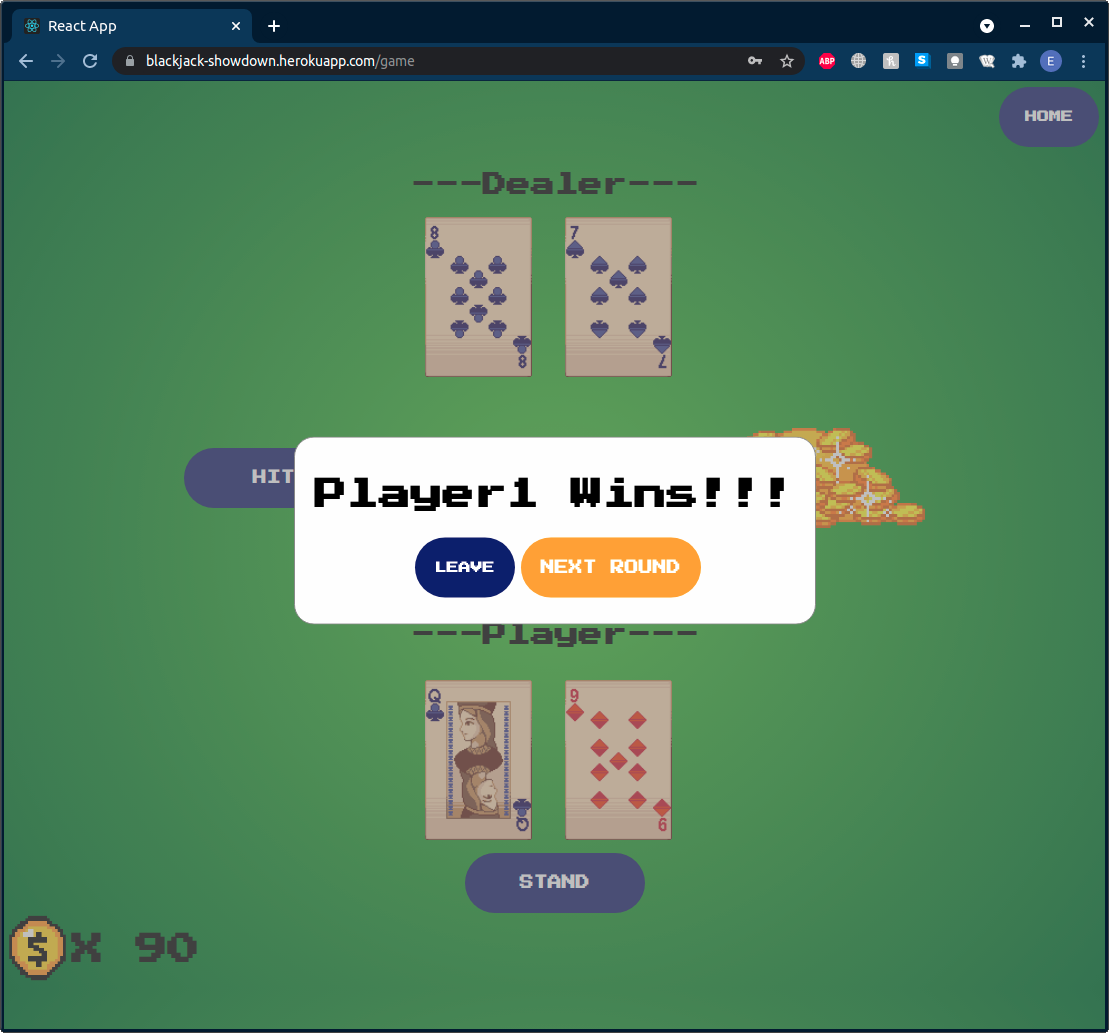 React App
blackjack-showdown.herokuapp.com/game
ABP
S
E
HOME
---Dealer---
8
8
7
7
HIT
Player1 Wins!!!
LEAVE
NEXT ROUND
---Player---
Q
Q
9
9
STAND
$ X 90